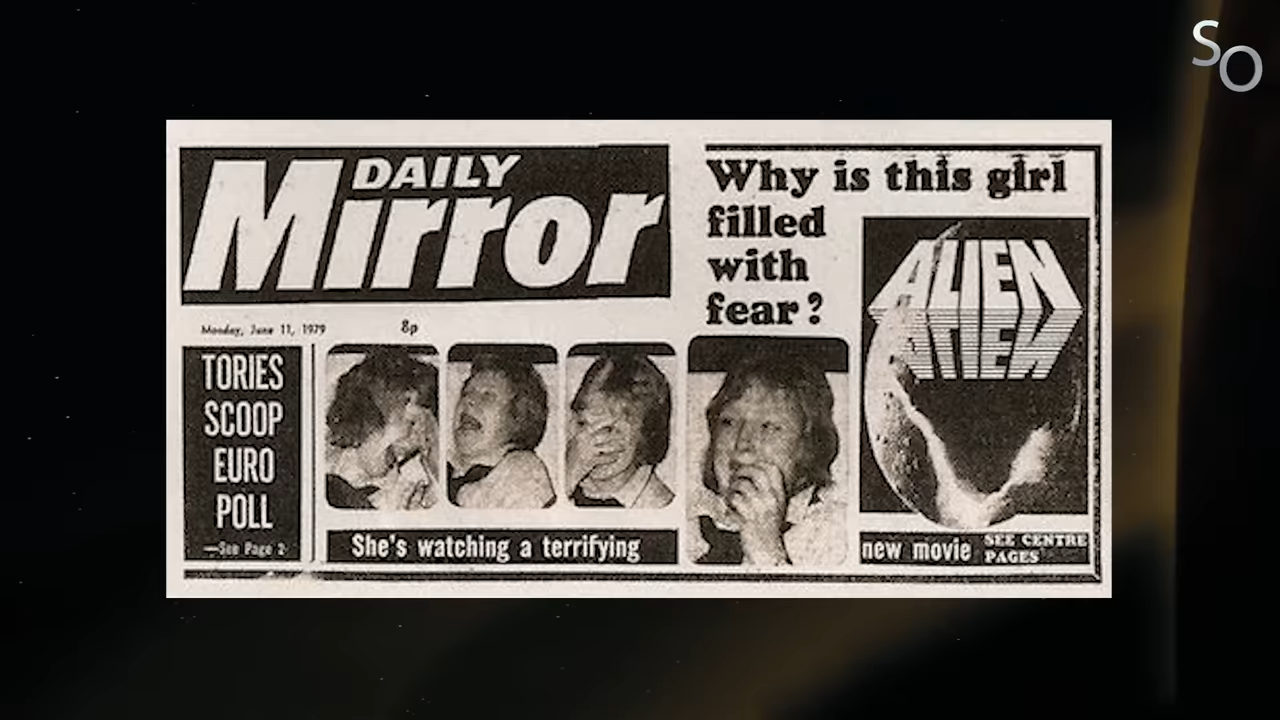 SO
DAILY
Mirror
Monday, June 11, 1979
8p
TORIES
SCOOP
EURO
POLL
—See Page 2
She's watching a terrifying
Why is this girl
filled
with
fear?
ALIEN
ALIEN
new movie
SEE CENTRE
PAGES